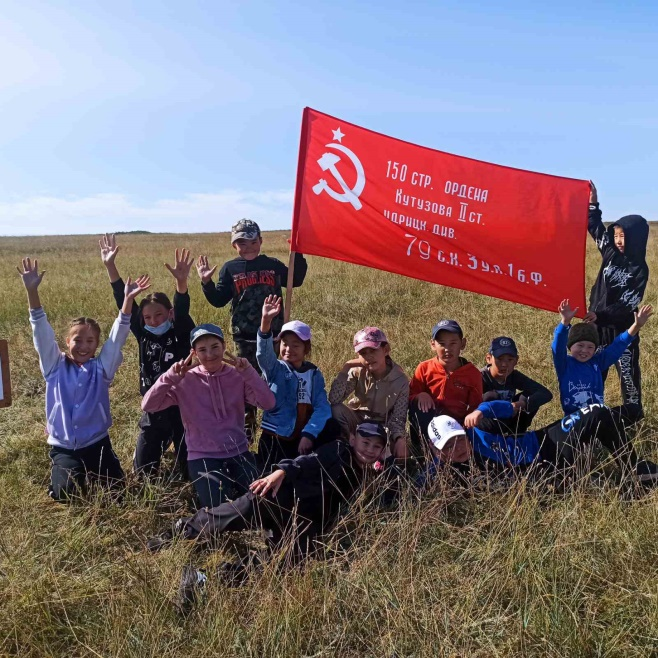 150 СТР. ОРДЕНА
КУТУЗОВА II СТ.
ИДРИЦК. ДИВ.
79 С.К. 3 У.А. 1 Б.Ф.